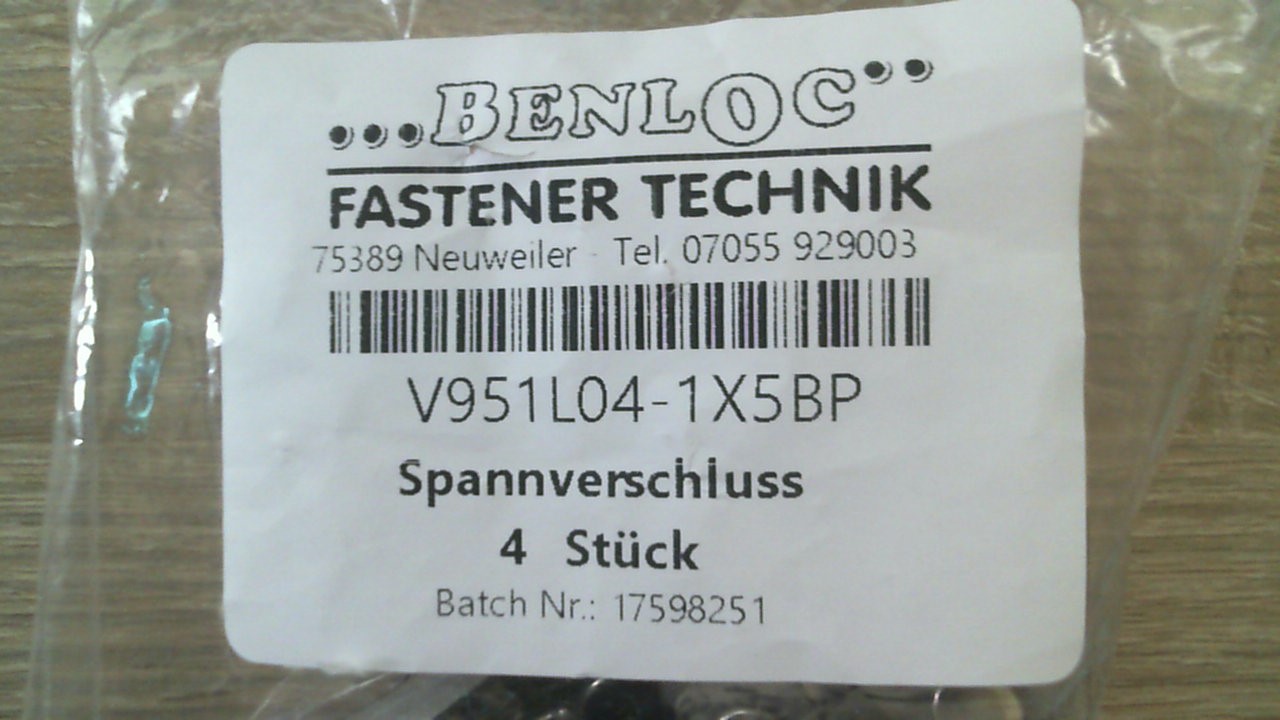 ...BENLOC..
FASTENER TECHNIK
75389 Neuweiler - Tel. 07055 929003
V951L04-1X5BP
Spannverschluss
4 Stück
Batch Nr.: 17598251